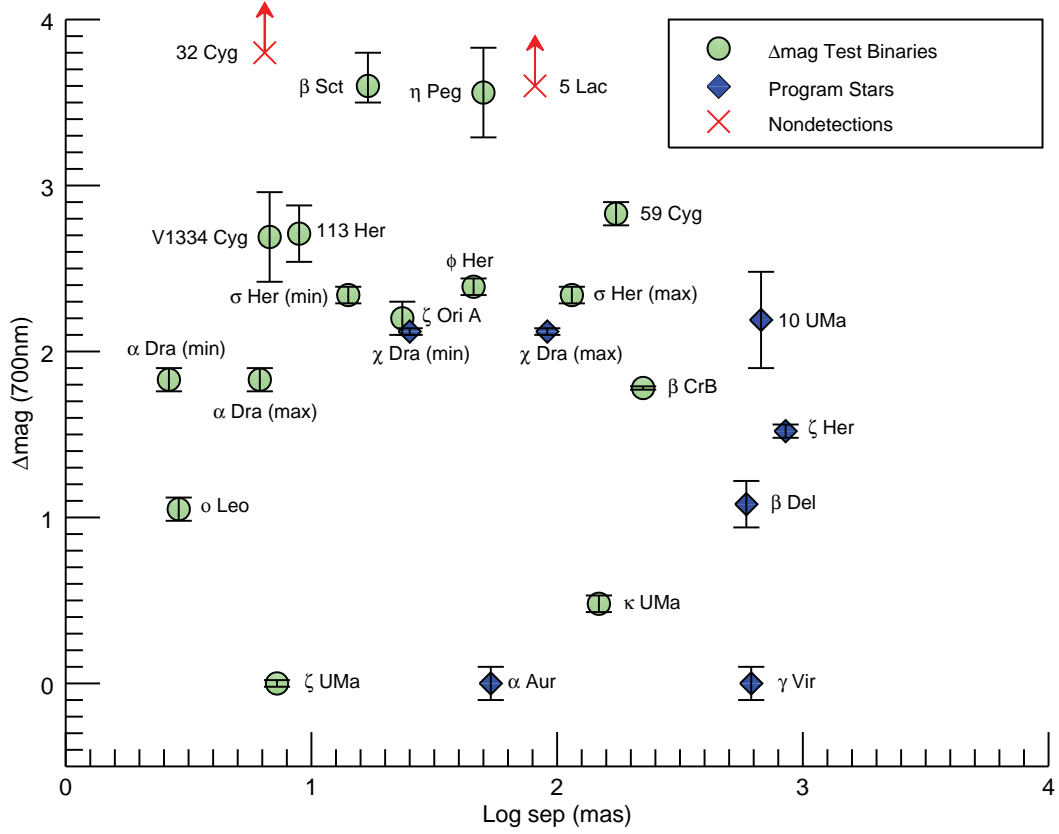 4
3
2
1
0
Δmag (700nm)
0
1
2
3
4
Log sep (mas)
Δmag Test Binaries
Program Stars
Nondetections
32 Cyg
β Sct
η Peg
5 Lac
V1334 Cyg
113 Her
59 Cyg
σ Her (min)
φ Her
σ Her (max)
ζ Ori A
10 UMa
χ Dra (min)
χ Dra (max)
α Dra (min)
α Dra (max)
β CrB
ζ Her
ο Leo
β Del
κ UMa
ζ UMa
α Aur
γ Vir